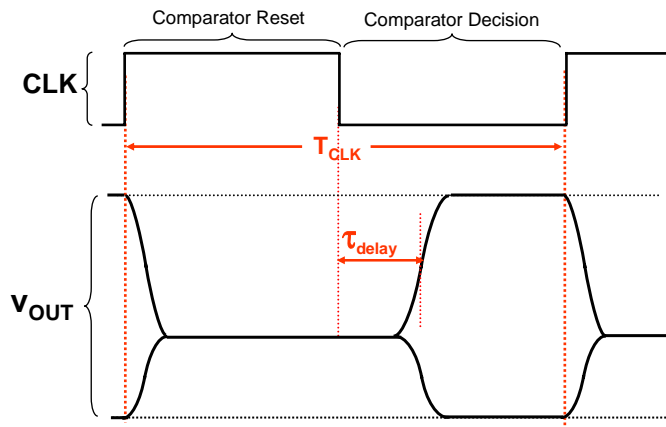 Comparator Reset
Comparator Decision
CLK
TCLK
τdelay
vOUT